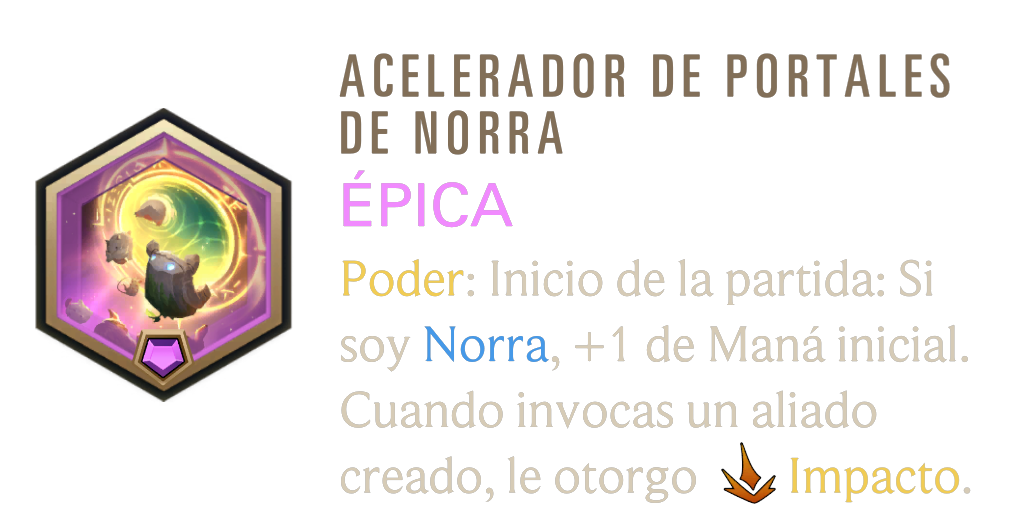 ACELERADOR DE PORTALES
DE NORRA
ÉPICA
Poder: Inicio de la partida: Si
soy Norra, +1 de Maná inicial.
Cuando invocas un aliado
creado, le otorgo Impacto.